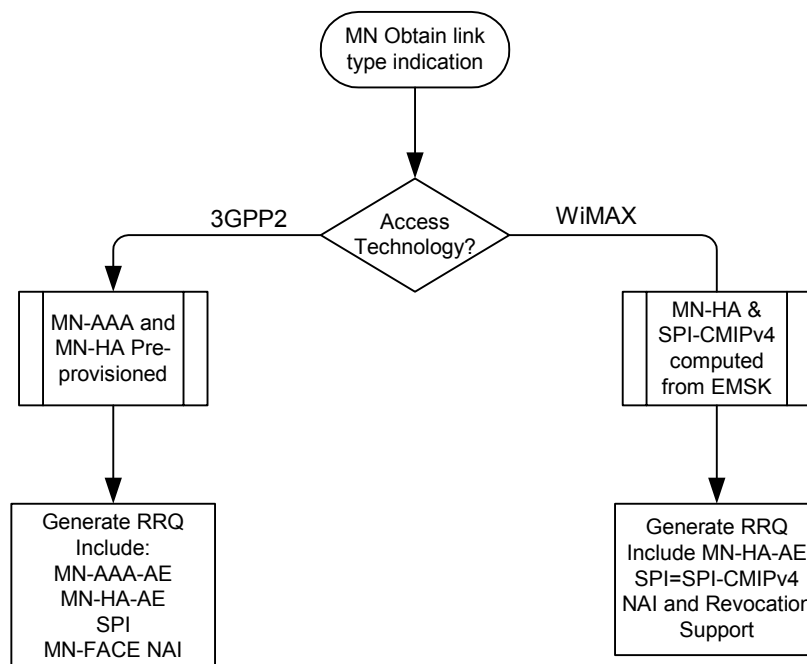 MN Obtain link
type indication
3GPP2
Access
Technology?
WiMAX
MN-AAA and
MN-HA Pre-
provisioned
MN-HA &
SPI-CMIPv4
computed
from EMSK
Generate RRQ
Include:
MN-AAA-AE
MN-HA-AE
SPI
MN-FACE NAI
Generate RRQ
Include MN-HA-AE
SPI=SPI-CMIPv4
NAI and Revocation
Support